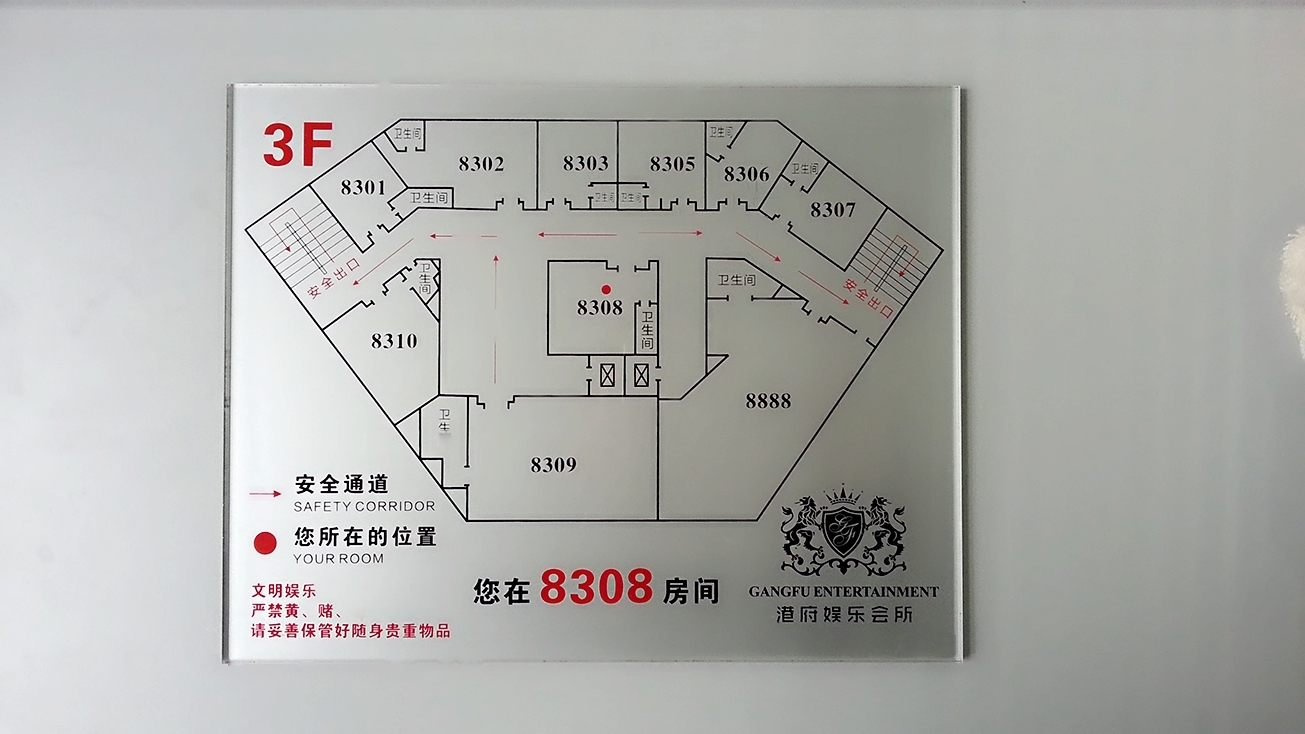 3F
卫生间
8302
8303
8305
卫生间
8306
卫生间
8301
卫生间
卫生间
卫生间
8307
安全出口
卫生间
8308
卫生间
卫生间
安全出口
8310
8888
卫生
8309
安全通道
SAFETY CORRIDOR
您所在的位置
YOUR ROOM
文明娱乐
严禁黄、赌、
请妥善保管好随身贵重物品
您在 8308 房间
GANGFU ENTERTAINMENT
港府娱乐会所